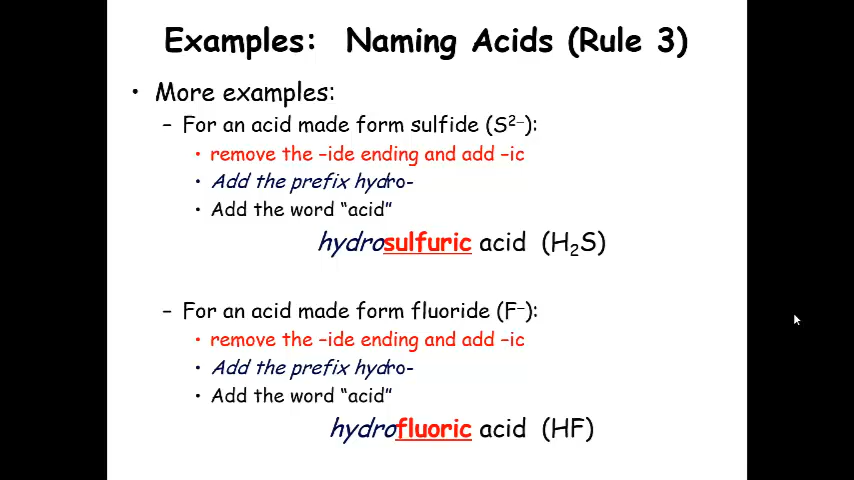 Examples: Naming Acids (Rule 3)
• More examples:
– For an acid made form sulfide (S²⁻):
• remove the –ide ending and add –ic
• Add the prefix hydro-
• Add the word “acid”
hydrosulfuric acid (H₂S)
– For an acid made form fluoride (F⁻):
• remove the –ide ending and add –ic
• Add the prefix hydro-
• Add the word “acid”
hydrofluoric acid (HF)